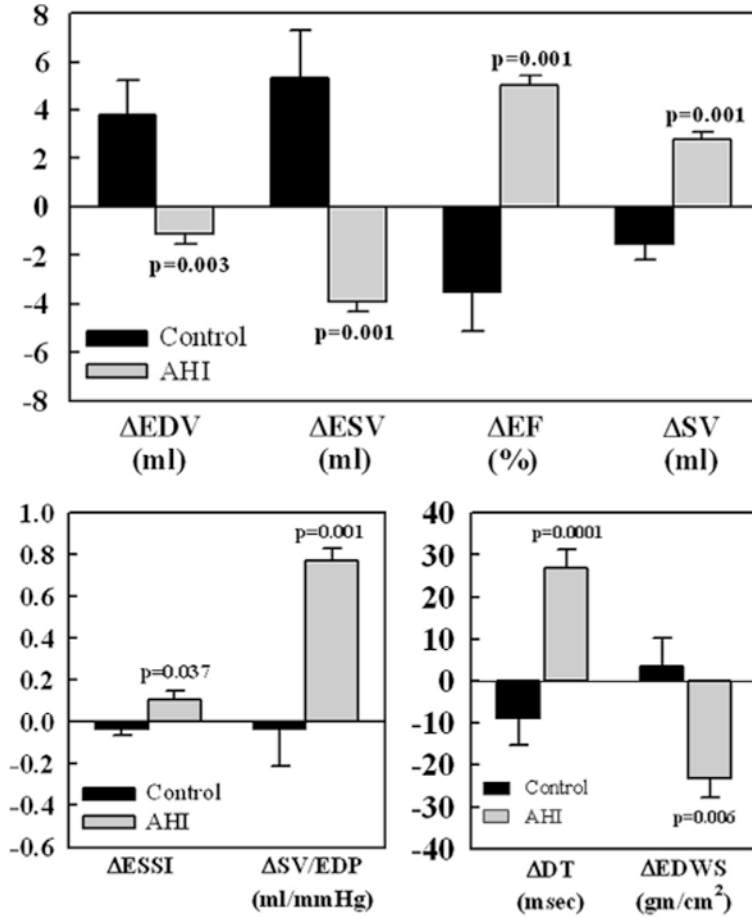 8
6
4
2
0
-2
-4
-6
-8
p=0.003
p=0.001
p=0.001
p=0.001
Control
AHI
ΔEDV
(ml)
ΔESV
(ml)
ΔEF
(%)
ΔSV
(ml)
1.0
0.8
0.6
0.4
0.2
0.0
-0.2
-0.4
-0.6
p=0.037
p=0.001
Control
AHI
ΔESSI
ΔSV/EDP
(ml/mmHg)
40
30
20
10
0
-10
-20
-30
-40
p=0.0001
p=0.006
Control
AHI
ΔDT
(msec)
ΔEDWS
(gm/cm²)